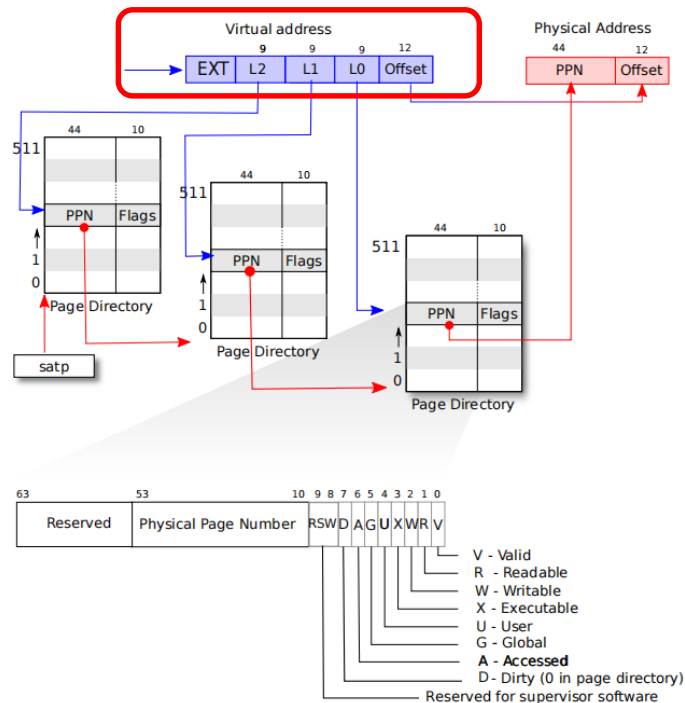 Virtual address
Physical Address
9 9 9 12
44 12
EXT L2 L1 L0 Offset
PPN Offset
44 10
511
PPN Flags
1
0
Page Directory
satp
44 10
511
PPN Flags
1
0
Page Directory
44 10
511
PPN Flags
1
0
Page Directory
63 53 10 9 8 7 6 5 4 3 2 1 0
Reserved Physical Page Number RSW D A G U X W R V
V - Valid
R - Readable
W - Writable
X - Executable
U - User
G - Global
A - Accessed
D - Dirty (0 in page directory)
Reserved for supervisor software